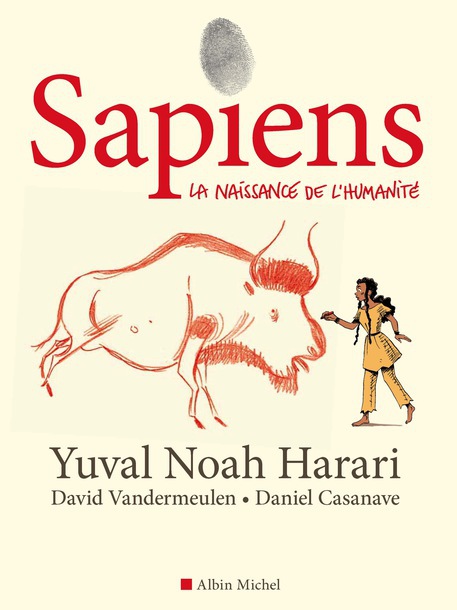 Sapiens
LA NAISSANCE DE L'HUMANITÉ
Yuval Noah Harari
David Vandermeulen • Daniel Casanave
Albin Michel